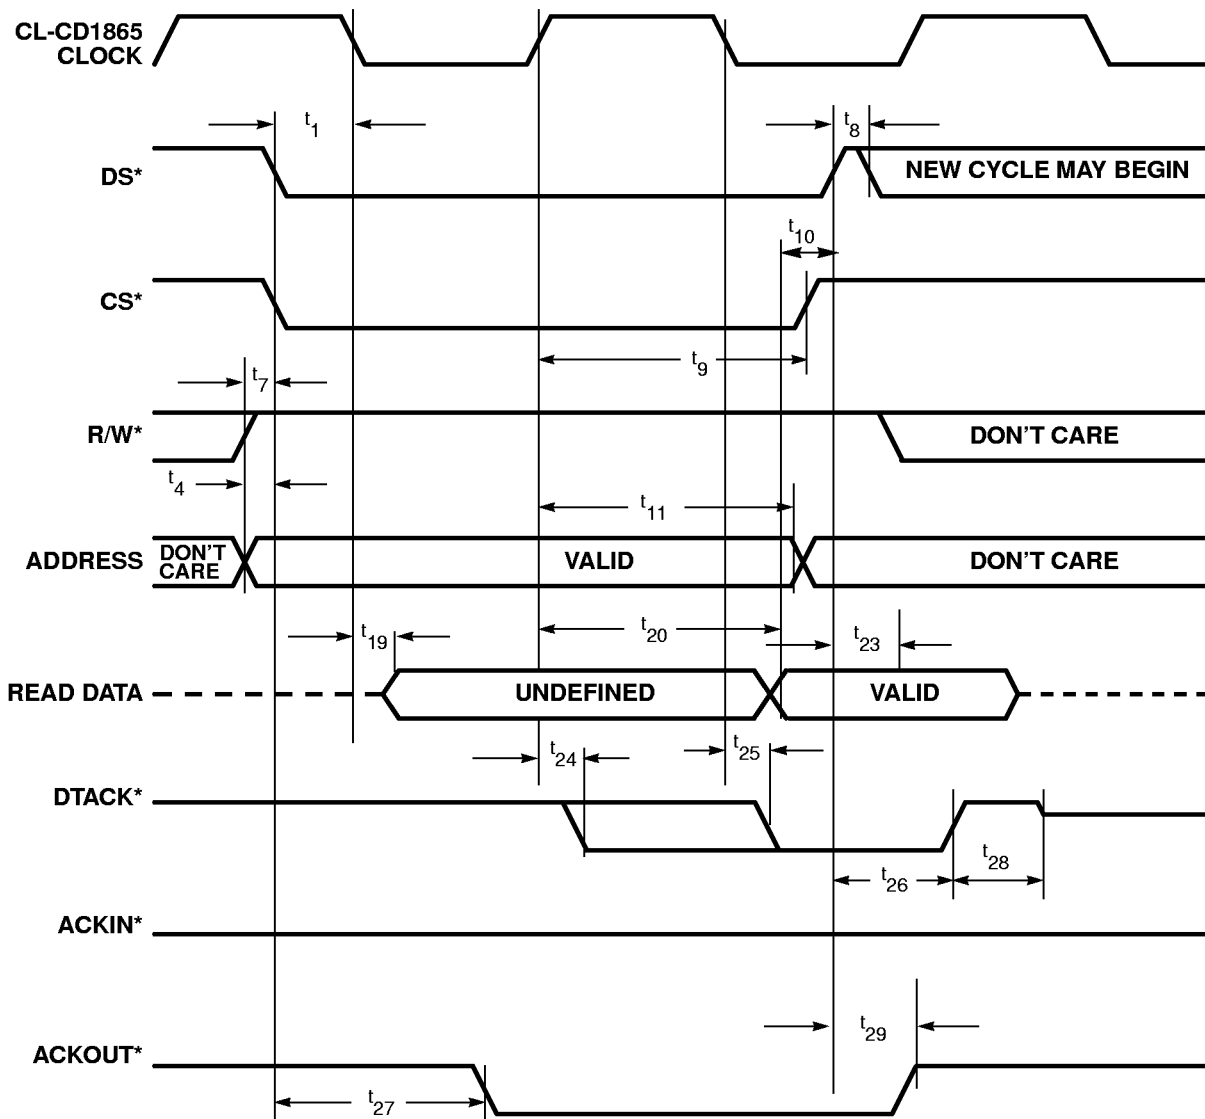 CL-CD1865
CLOCK
t1
t8
DS*
NEW CYCLE MAY BEGIN
t10
CS*
t9
t7
R/W*
DON'T CARE
t4
t11
ADDRESS
DON'T
CARE
VALID
DON'T CARE
t19
t20
t23
READ DATA
UNDEFINED
VALID
t24
t25
DTACK*
t26
t28
ACKIN*
t29
ACKOUT*
t27